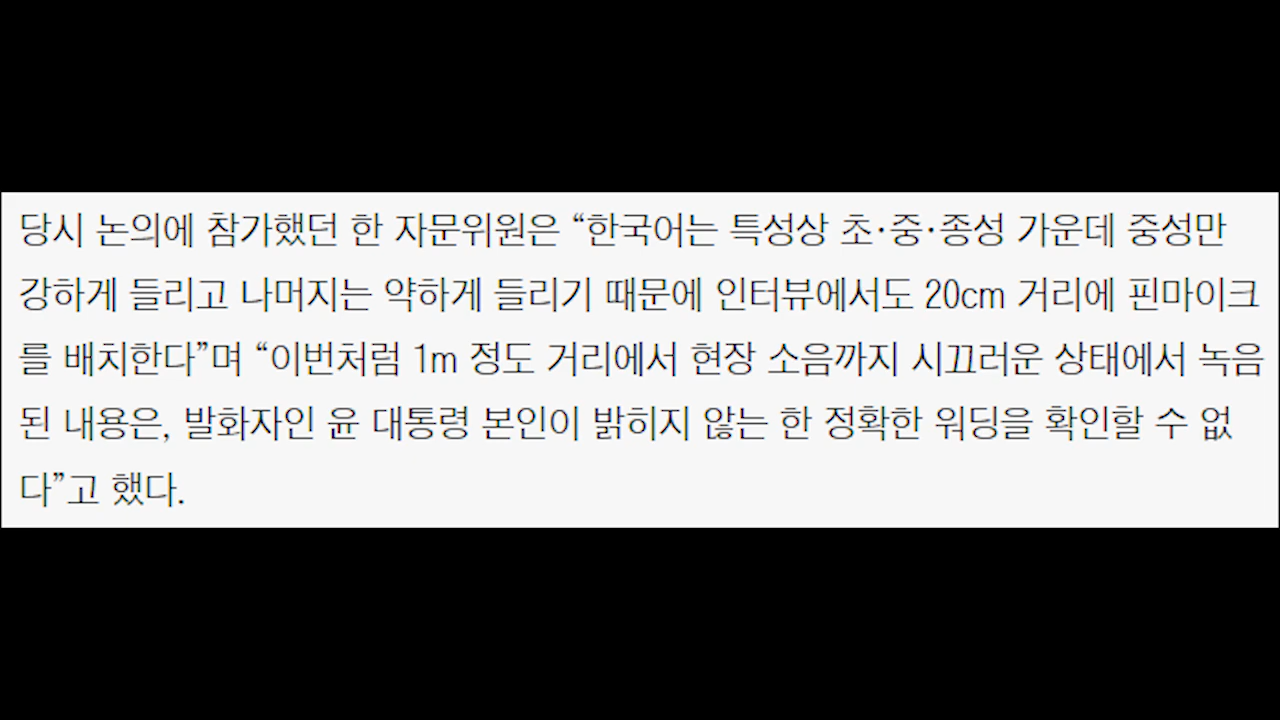 당시 논의에 참가했던 한 자문위원은 “한국어는 특성상 초·중·종성 가운데 중성만
강하게 들리고 나머지는 약하게 들리기 때문에 인터뷰에서도 20cm 거리에 핀마이크
를 배치한다”며 “이번처럼 1m 정도 거리에서 현장 소음까지 시끄러운 상태에서 녹음
된 내용은, 발화자인 윤 대통령 본인이 밝히지 않는 한 정확한 워딩을 확인할 수 없
다”고 했다.